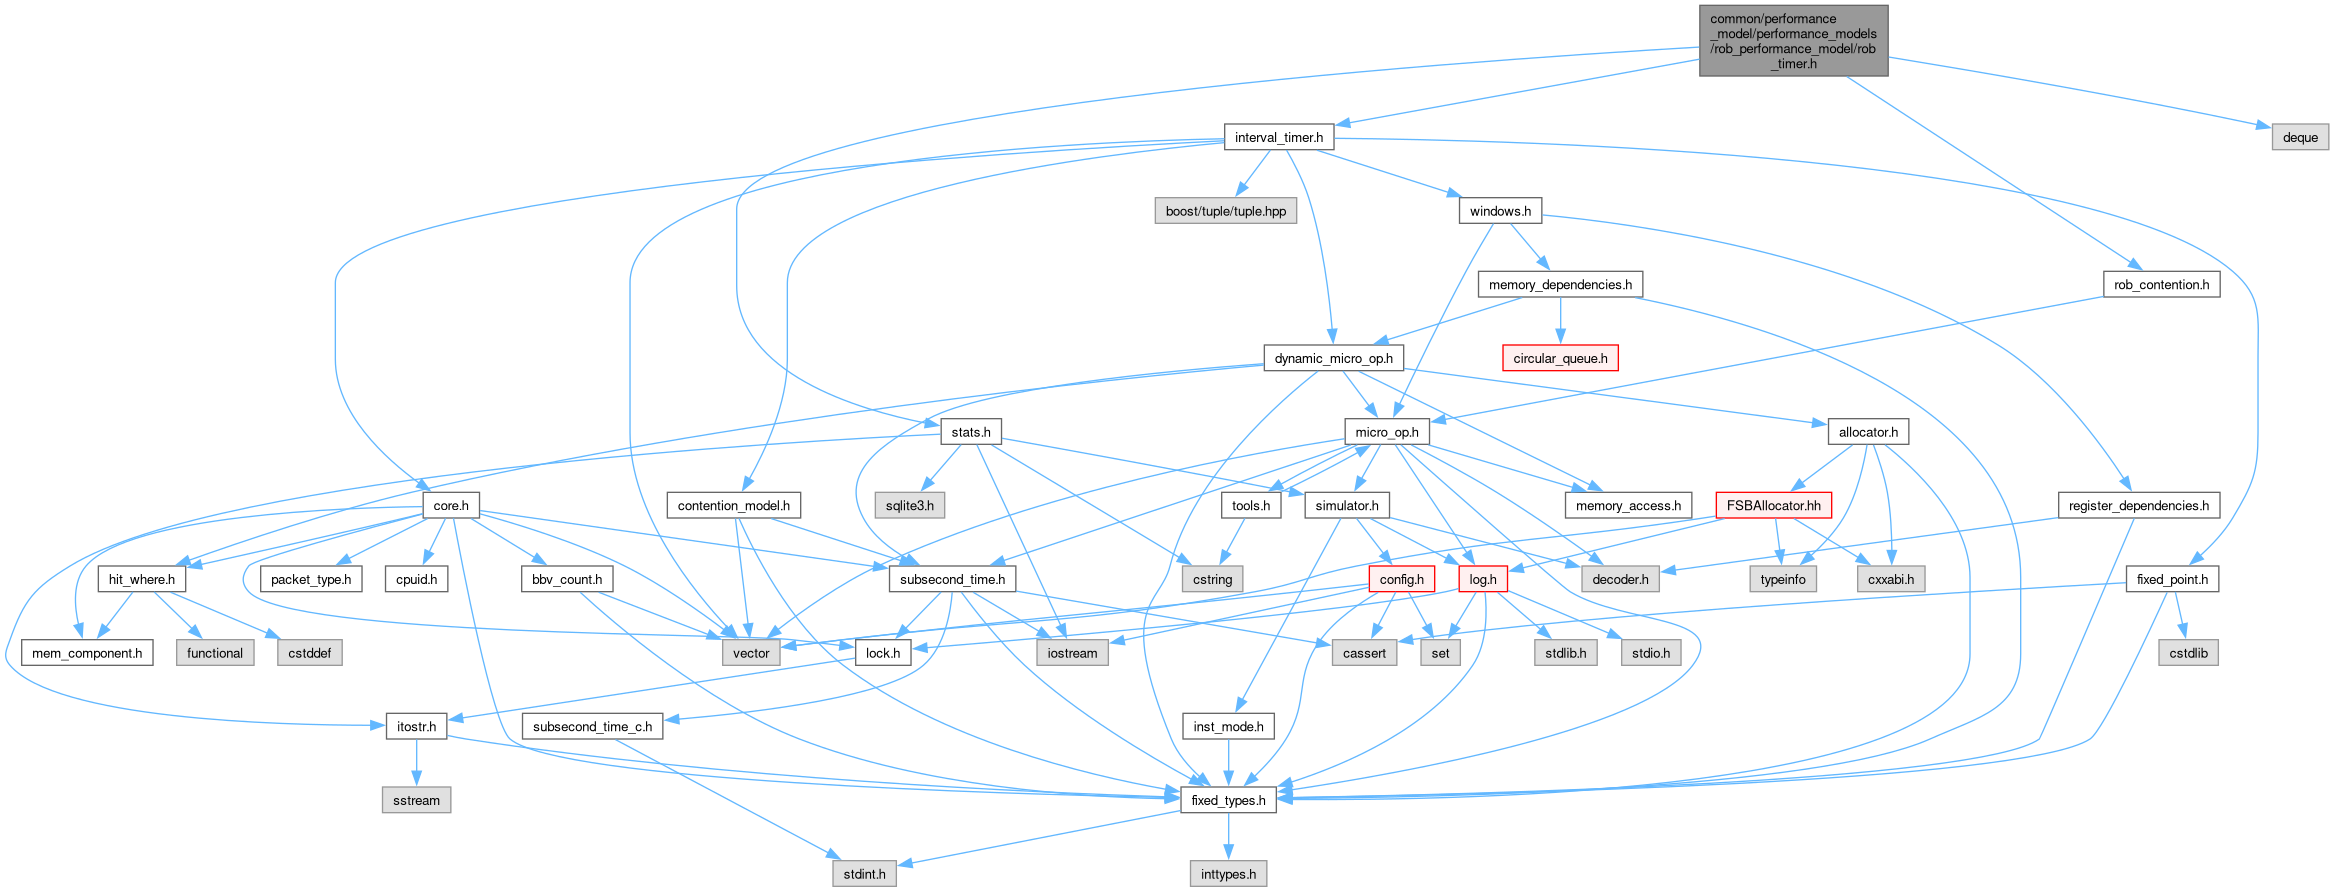 common/performance
_model/performance_models
/rob_performance_model/rob
_timer.h
interval_timer.h
deque
boost/tuple/tuple.hpp
windows.h
memory_dependencies.h
rob_contention.h
dynamic_micro_op.h
circular_queue.h
stats.h
micro_op.h
allocator.h
core.h
contention_model.h
sqlite3.h
tools.h
simulator.h
memory_access.h
FSBAllocator.hh
register_dependencies.h
hit_where.h
packet_type.h
cpuid.h
bbv_count.h
subsecond_time.h
cstring
config.h
log.h
decoder.h
typeinfo
cxxabi.h
fixed_point.h
mem_component.h
functional
cstddef
vector
lock.h
iostream
cassert
set
stdlib.h
stdio.h
cstdlib
itostr.h
subsecond_time_c.h
inst_mode.h
sstream
fixed_types.h
stdint.h
inttypes.h